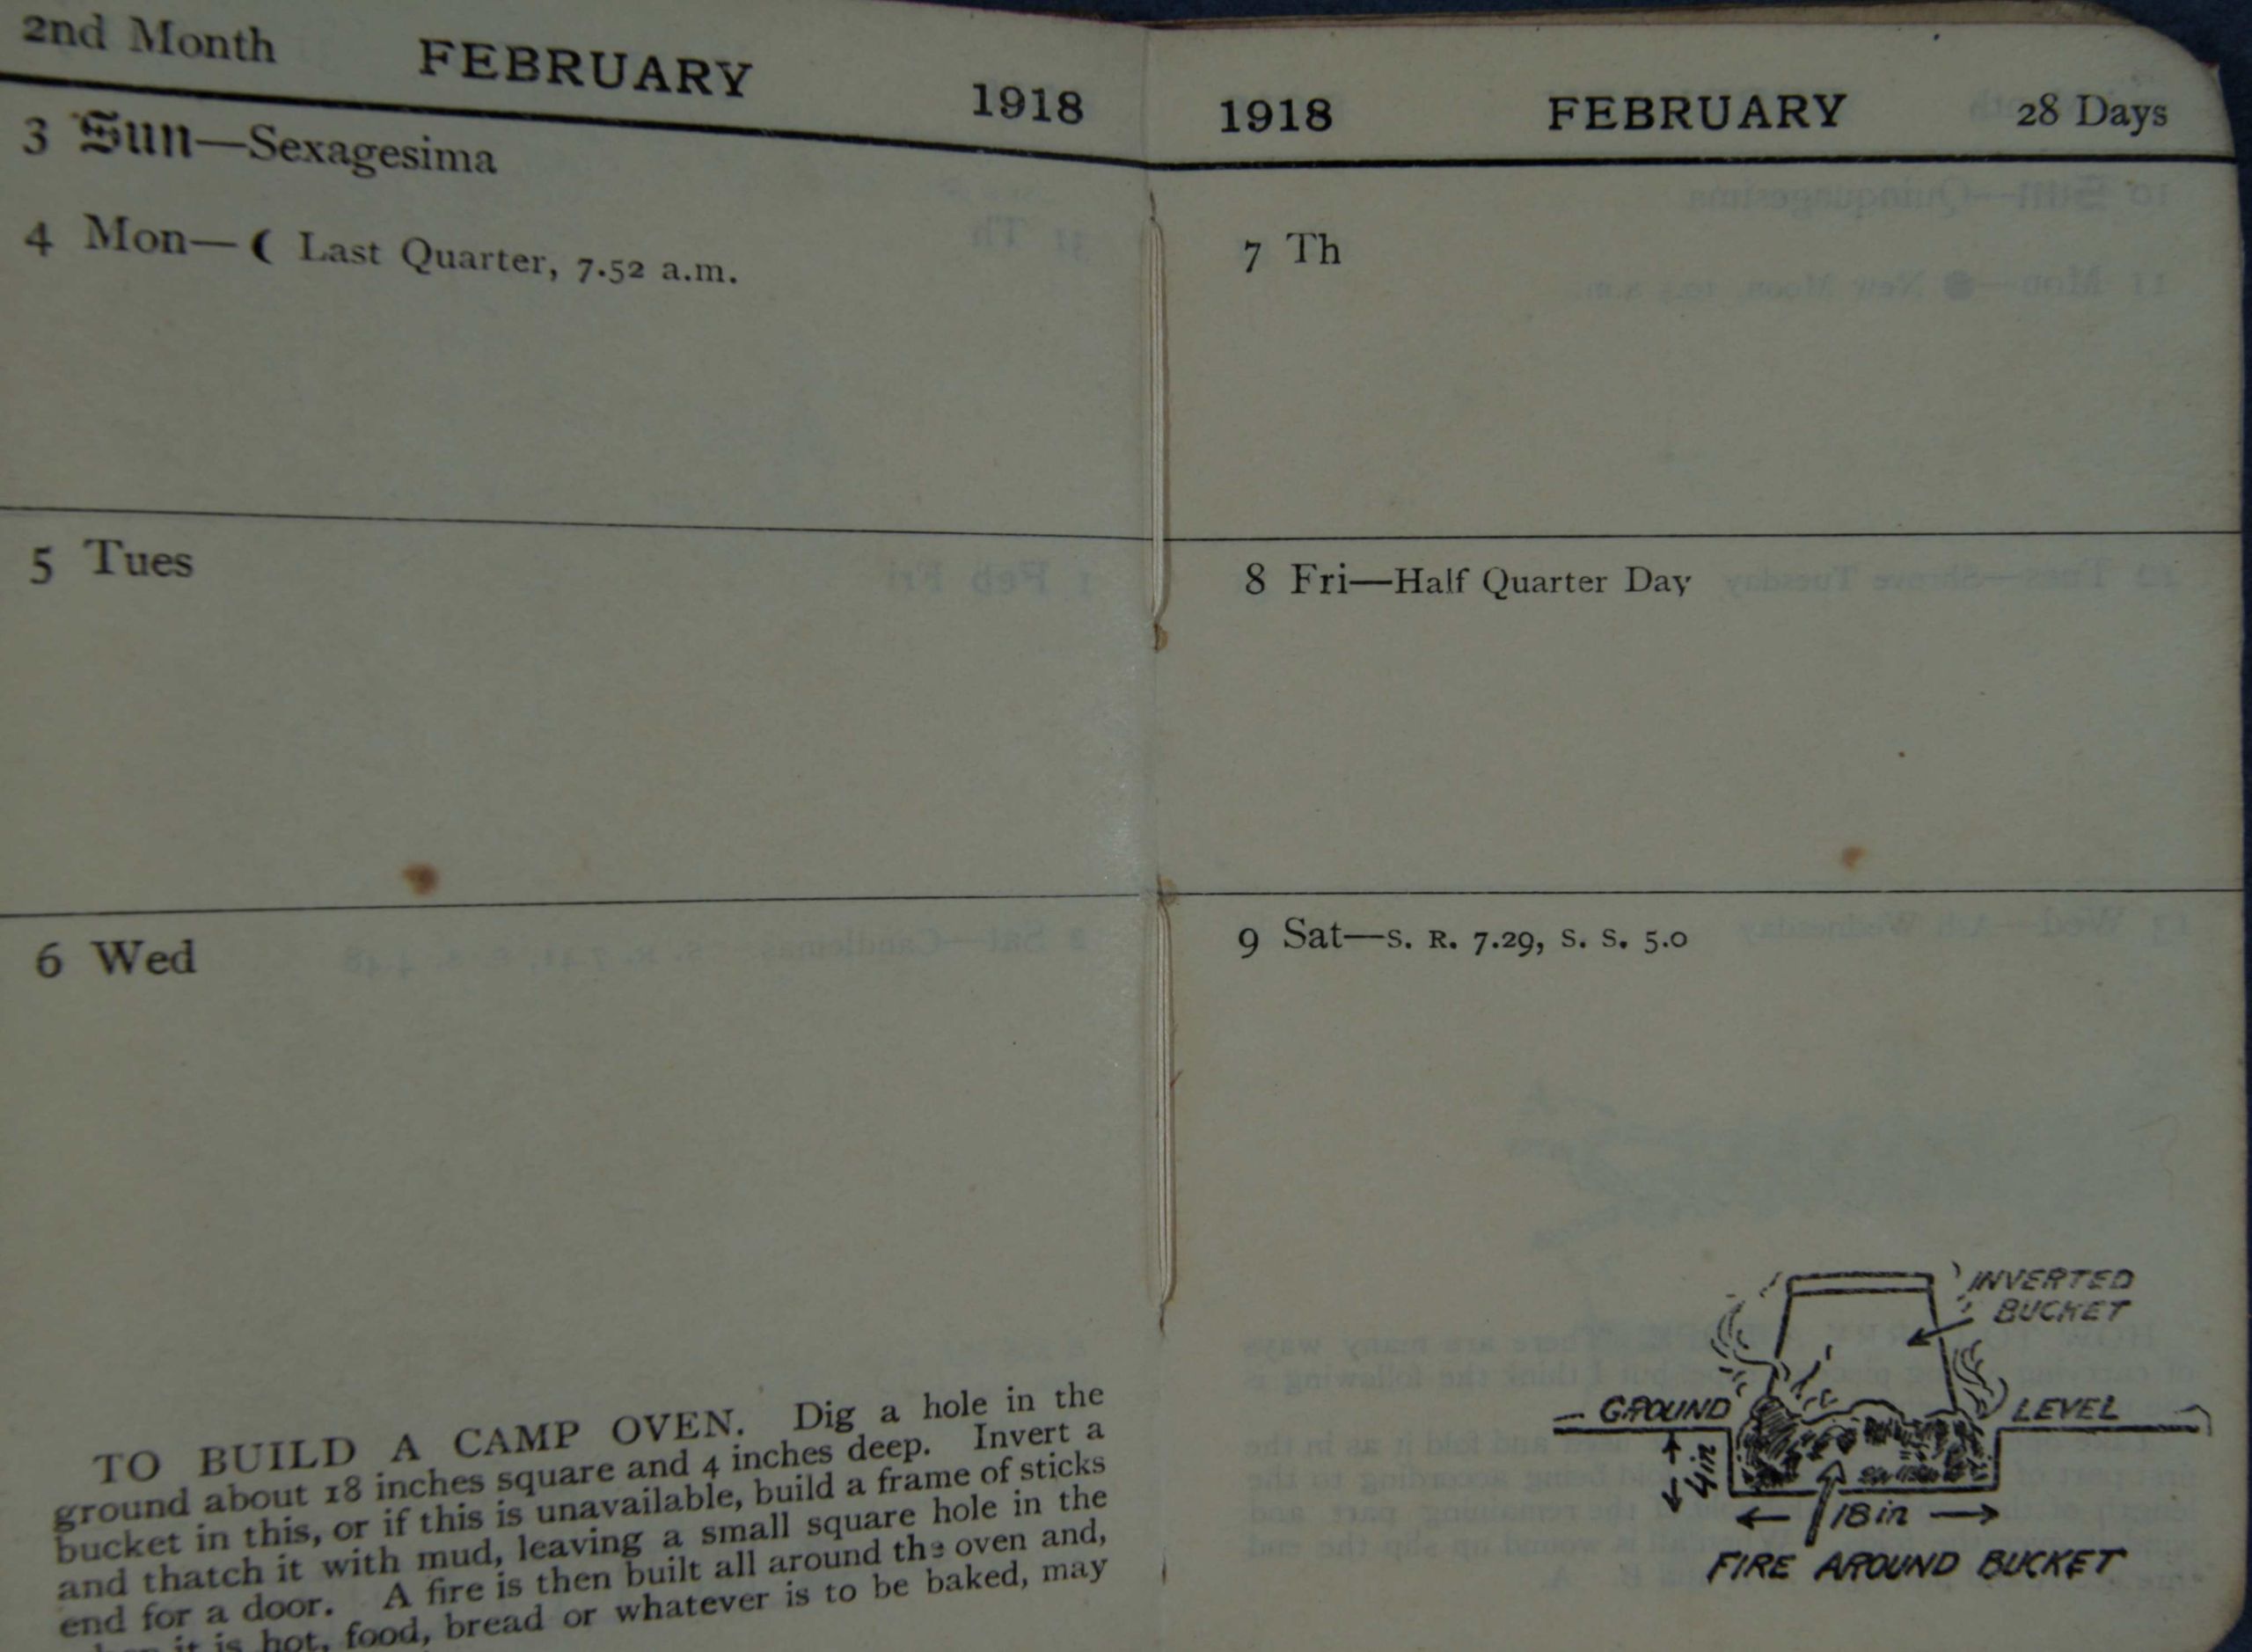 2nd Month FEBRUARY 1918
3 Sun—Sexagesima
4 Mon—☾ Last Quarter, 7.52 a.m.
5 Tues
6 Wed
TO BUILD A CAMP OVEN. Dig a hole in the
ground about 18 inches square and 4 inches deep. Invert a
bucket in this, or if this is unavailable, build a frame of sticks
and thatch it with mud, leaving a small square hole in the
end for a door. A fire is then built all around the oven and,
it is hot, food, bread or whatever is to be baked, may
1918 FEBRUARY 28 Days
7 Th
8 Fri—Half Quarter Day
9 Sat—S. R. 7.29, S. S. 5.0
INVERTED
BUCKET
GROUND LEVEL
4in
18in
FIRE AROUND BUCKET